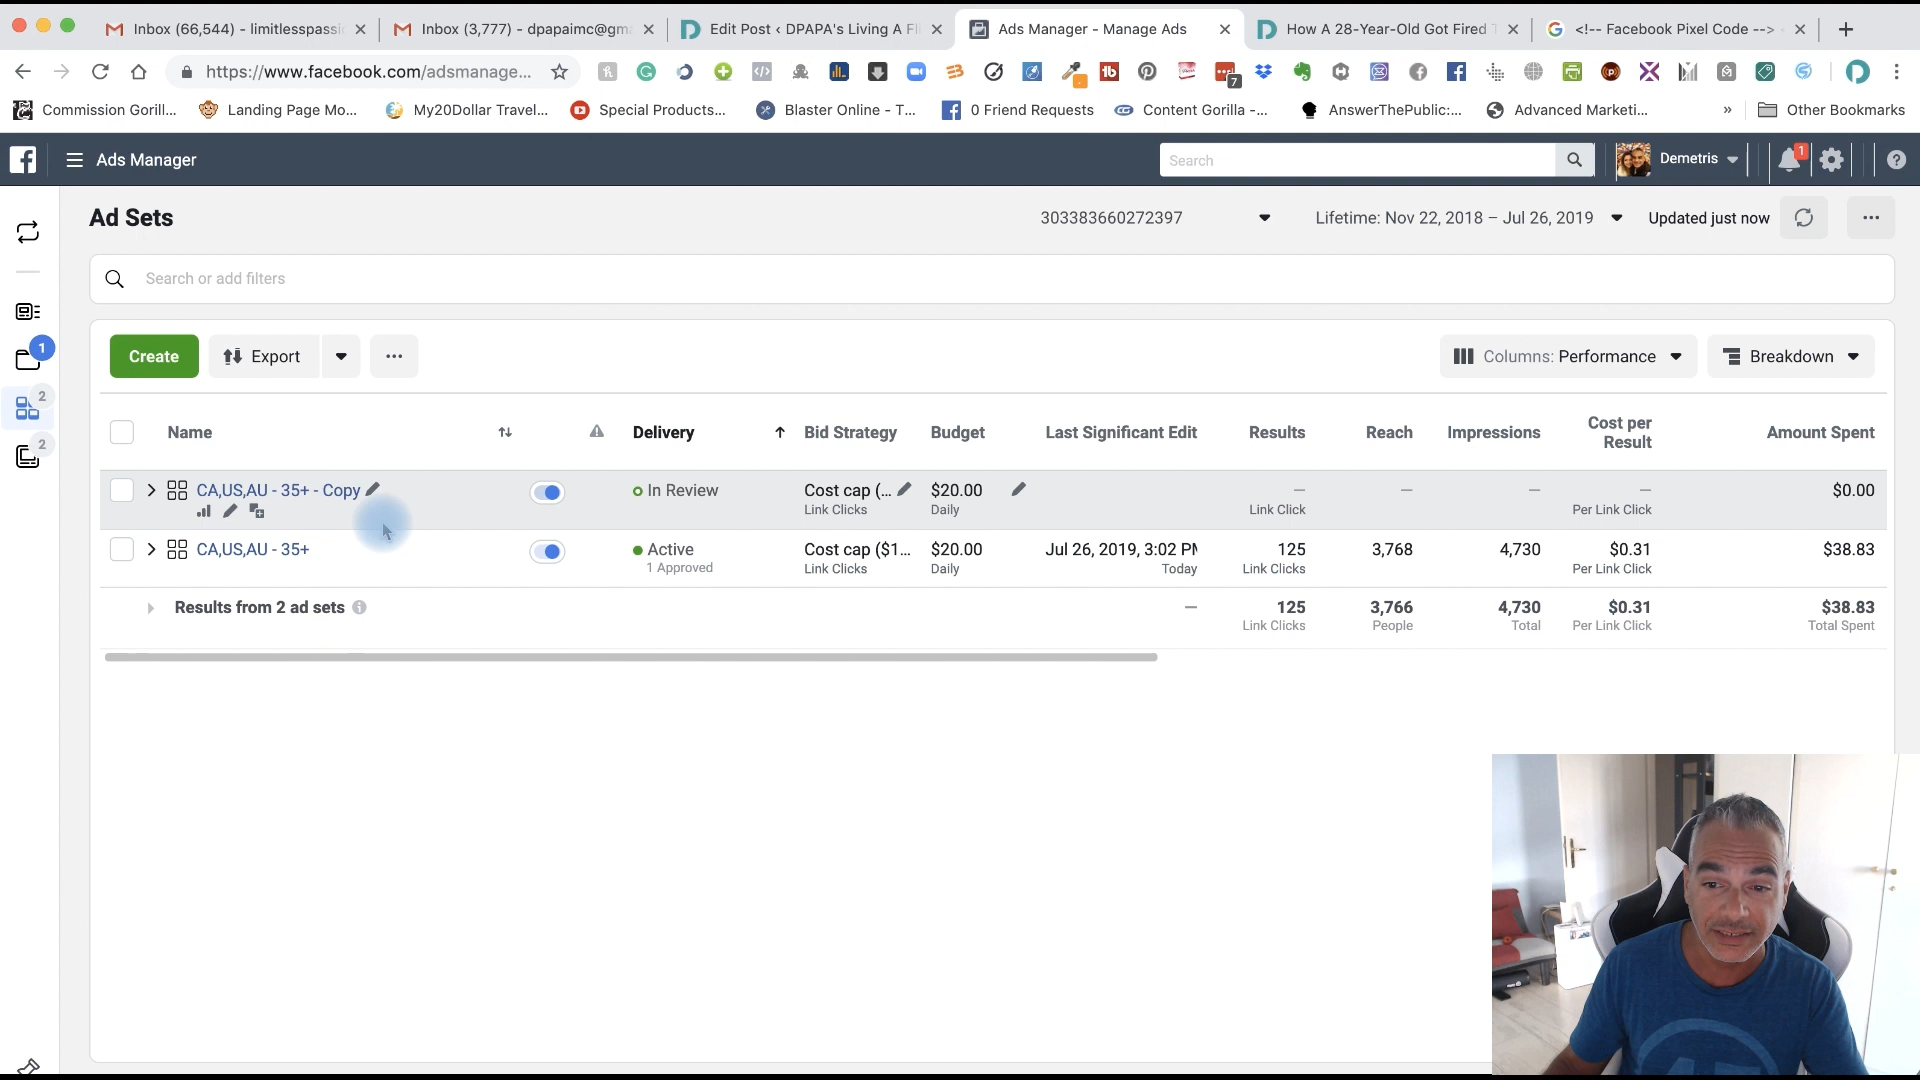 Inbox (66,544) - limitlesspassi
Inbox (3,777) - dpapaimc@gm
Edit Post ‹ DPAPA's Living A Fl
Ads Manager - Manage Ads
How A 28-Year-Old Got Fired
<!-- Facebook Pixel Code -->
https://www.facebook.com/adsmanage...
7
Commission Gorill...
Landing Page Mo...
My20Dollar Travel...
Special Products...
Blaster Online - T...
0 Friend Requests
Content Gorilla -...
AnswerThePublic:...
Advanced Marketi...
»
Other Bookmarks
Ads Manager
Search
Demetris
1
Ad Sets
303383660272397
Lifetime: Nov 22, 2018 – Jul 26, 2019
Updated just now
Search or add filters
Create
Export
Columns: Performance
Breakdown
1
2
2
Name
Delivery
Bid Strategy
Budget
Last Significant Edit
Results
Reach
Impressions
Cost per Result
Amount Spent
CA,US,AU - 35+ - Copy
In Review
Cost cap (...
Link Clicks
$20.00
Daily
—
Link Click
—
—
—
Per Link Click
$0.00
CA,US,AU - 35+
Active
1 Approved
Cost cap ($1...
Link Clicks
$20.00
Daily
Jul 26, 2019, 3:02 PM
Today
125
Link Clicks
3,768
4,730
$0.31
Per Link Click
$38.83
Results from 2 ad sets
—
125
Link Clicks
3,766
People
4,730
Total
$0.31
Per Link Click
$38.83
Total Spent